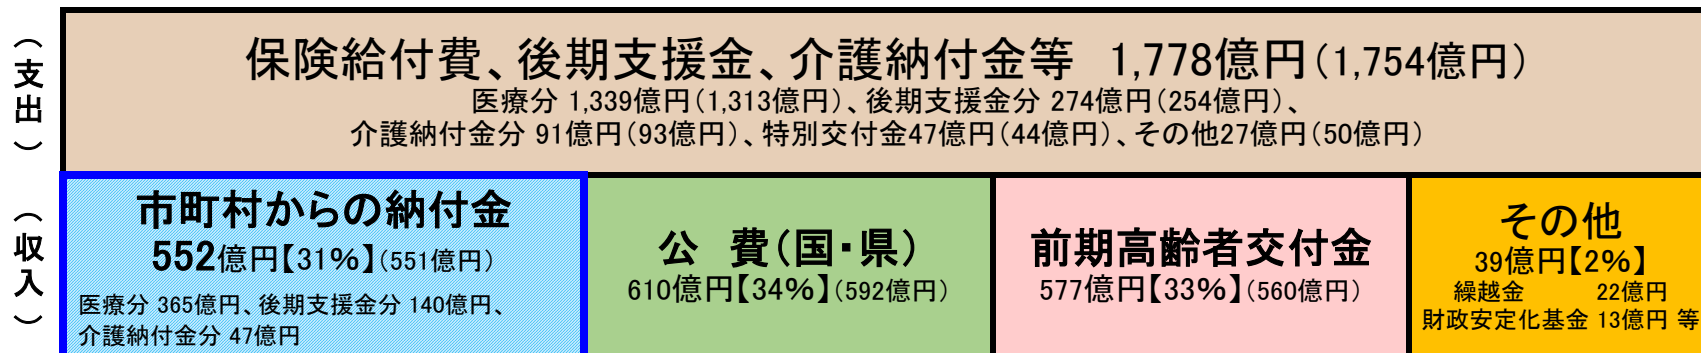 （支出）
保険給付費、後期支援金、介護納付金等　1,778億円（1,754億円）
医療分 1,339億円（1,313億円）、後期支援金分 274億円（254億円）、
介護納付金分 91億円（93億円）、特別交付金47億円（44億円）、その他27億円（50億円）
（収入）
市町村からの納付金
552億円【31％】（551億円）
医療分 365億円、後期支援金分 140億円、
介護納付金分 47億円
公　費（国・県）
610億円【34％】（592億円）
前期高齢者交付金
577億円【33％】（560億円）
その他
39億円【2％】
繰越金　　　22億円
財政安定化基金 13億円 等